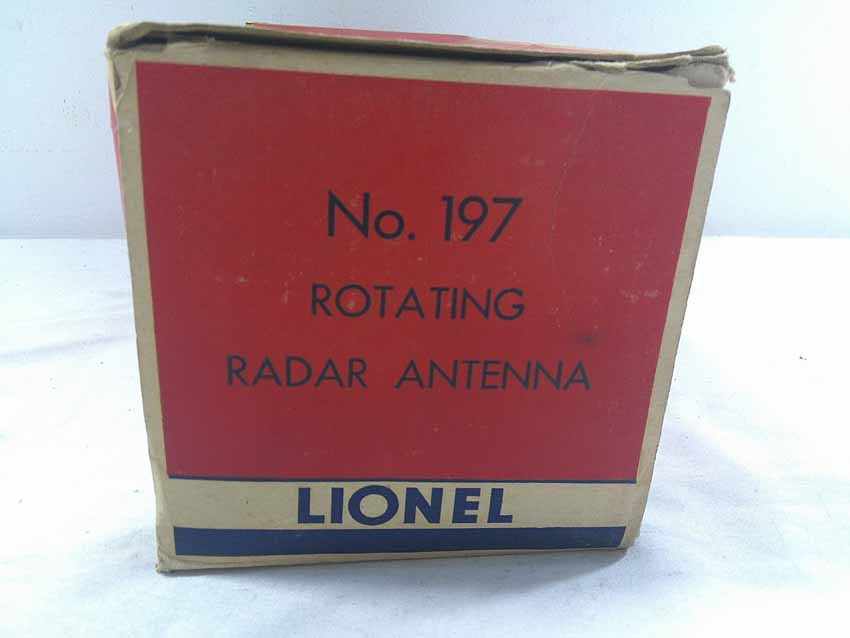 No. 197
ROTATING
RADAR ANTENNA
LIONEL